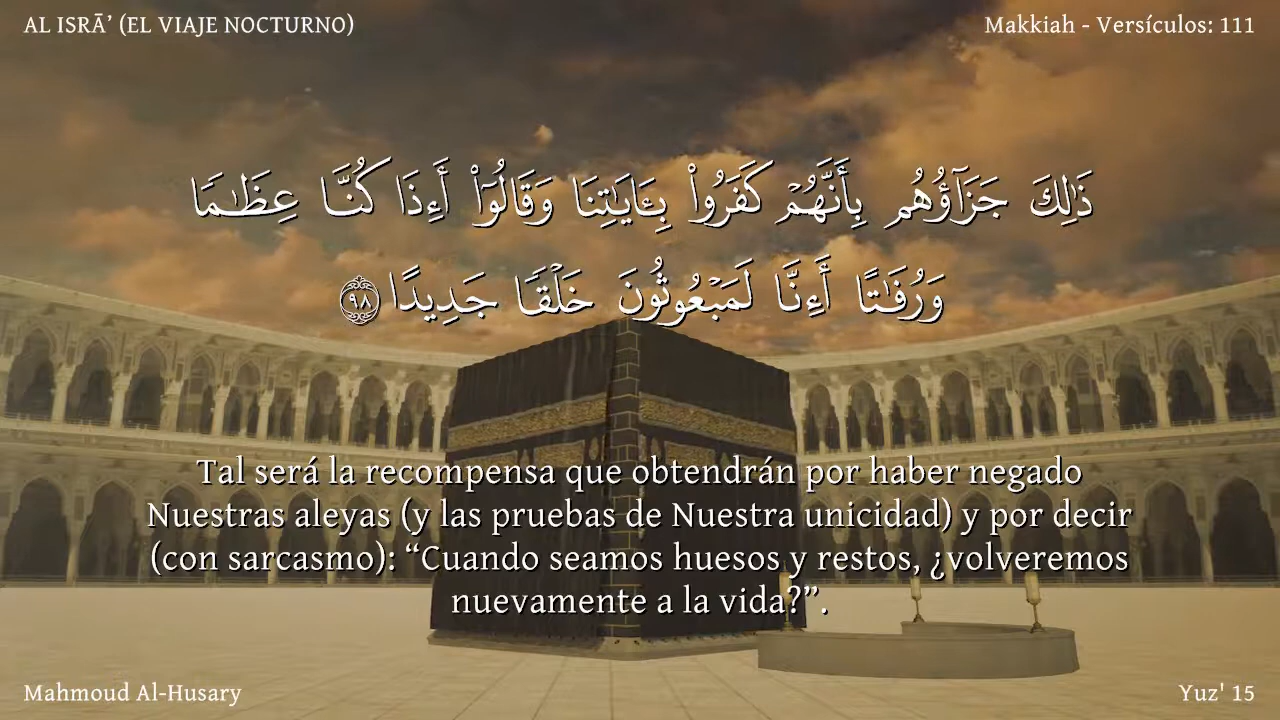 AL ISRĀ’ (EL VIAJE NOCTURNO)
Makkiah - Versículos: 111
ذَٰلِكَ جَزَآؤُهُم بِأَنَّهُمْ كَفَرُوا۟ بِـَٔايَـٰتِنَا وَقَالُوٓا۟ أَءِذَا كُنَّا عِظَـٰمًا
وَرُفَـٰتًا أَءِنَّا لَمَبْعُوثُونَ خَلْقًا جَدِيدًا ٩٨
Tal será la recompensa que obtendrán por haber negado
Nuestras aleyas (y las pruebas de Nuestra unicidad) y por decir
(con sarcasmo): “Cuando seamos huesos y restos, ¿volveremos
nuevamente a la vida?”.
Mahmoud Al-Husary
Yuz' 15